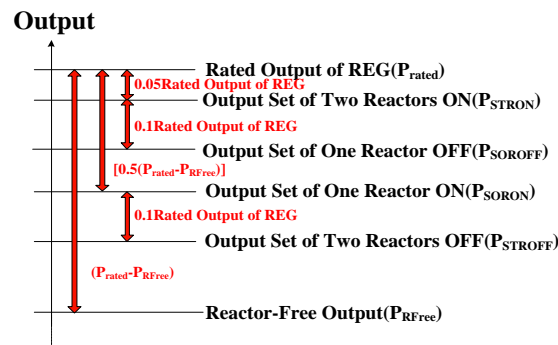 Output
Rated Output of REG(Prated)
0.05Rated Output of REG
Output Set of Two Reactors ON(PSTRON)
0.1Rated Output of REG
Output Set of One Reactor OFF(PSOROFF)
[0.5(Prated-PRFree)]
Output Set of One Reactor ON(PSORON)
0.1Rated Output of REG
Output Set of Two Reactors OFF(PSTROFF)
(Prated-PRFree)
Reactor-Free Output(PRFree)